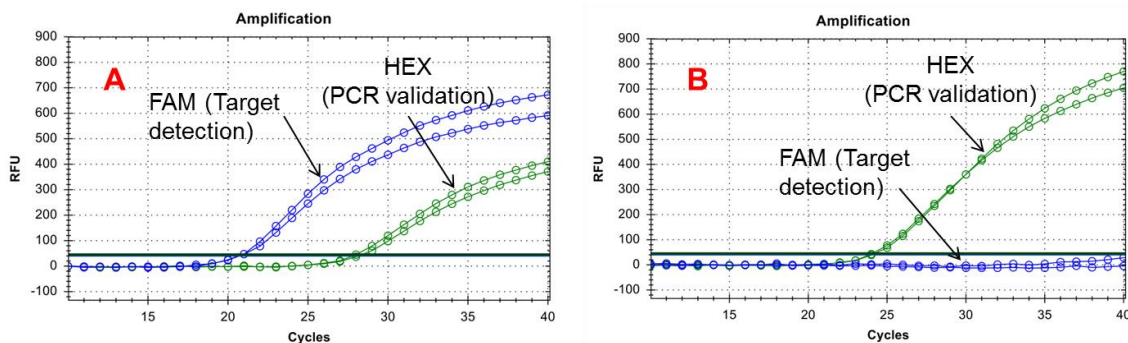 Amplification
900
800
700
600
500
400
300
200
100
0
-100
RFU
A
FAM (Target
detection)
HEX
(PCR validation)
15
20
25
30
35
40
Cycles
Amplification
900
800
700
600
500
400
300
200
100
0
-100
RFU
B
HEX
(PCR validation)
FAM (Target
detection)
15
20
25
30
35
40
Cycles